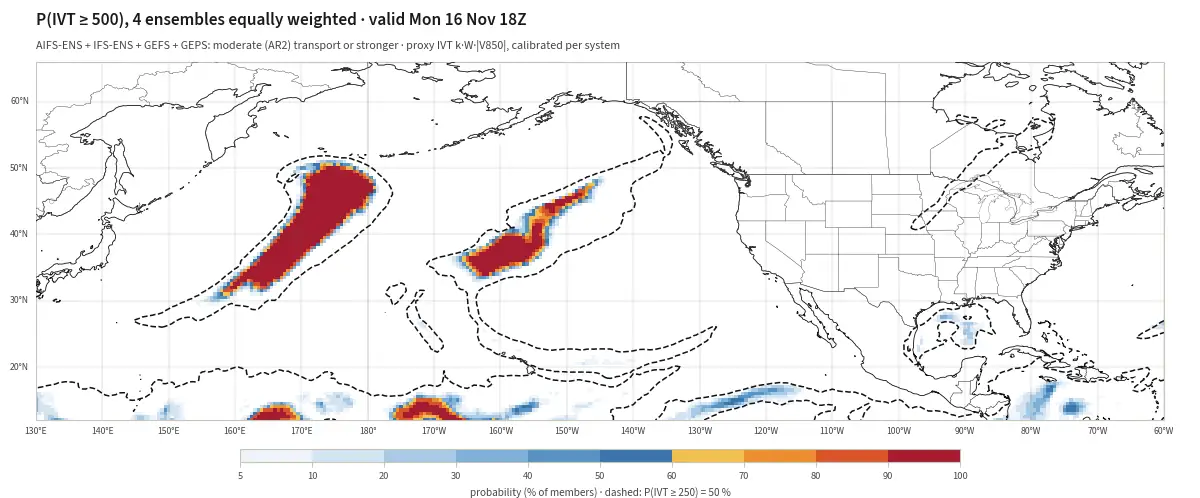 P(IVT ≥ 500), 4 ensembles equally weighted · valid Mon 16 Nov 18Z
AIFS-ENS + IFS-ENS + GEFS + GEPS: moderate (AR2) transport or stronger · proxy IVT k·W·|V850|, calibrated per system
60°N
50°N
40°N
30°N
20°N
130°E 140°E 150°E 160°E 170°E 180° 170°W 160°W 150°W 140°W 130°W 120°W 110°W 100°W 90°W 80°W 70°W 60°W
5 10 20 30 40 50 60 70 80 90 100
probability (% of members) · dashed: P(IVT ≥ 250) = 50 %